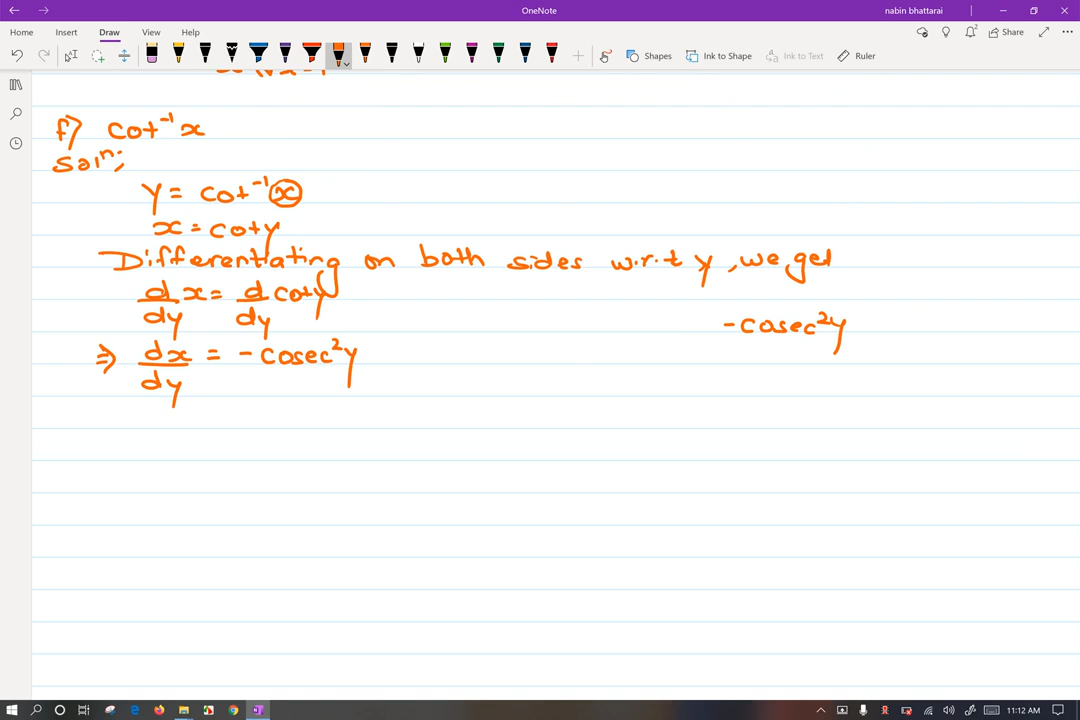 OneNote
nabin bhattarai
Home Insert Draw View Help
Share
Shapes Ink to Shape Ink to Text Ruler
f) cot⁻¹x
Solⁿ:
y = cot⁻¹x
x = coty
Differentiating on both sides w.r.t y, we get
d/dy x = d/dy coty
-cosec²y
⇒ dx/dy = -cosec²y
11:12 AM